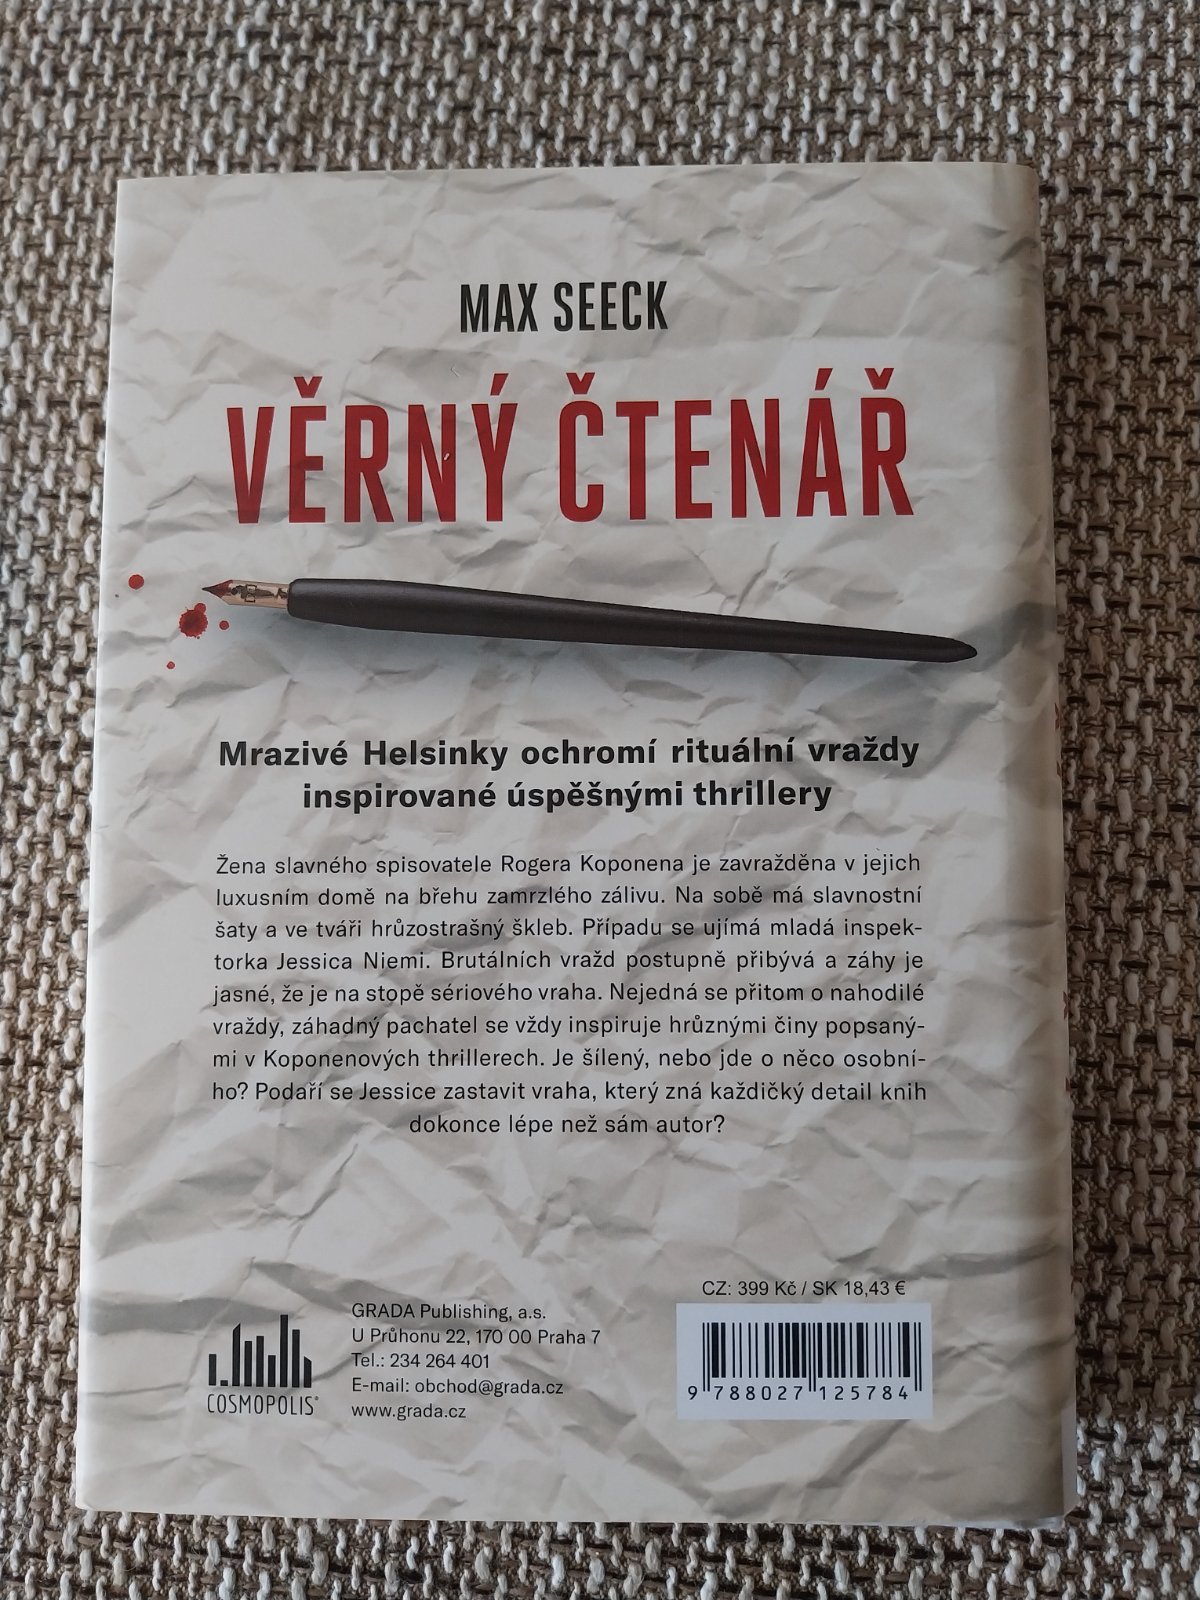 MAX SEECK
VĚRNÝ ČTENÁŘ
Mrazivé Helsinky ochromí rituální vraždy
inspirované úspěšnými thrillery
Žena slavného spisovatele Rogera Koponena je zavražděna v jejich
luxusním domě na břehu zamrzlého zálivu. Na sobě má slavnostní
šaty a ve tváři hrůzostrašný škleb. Případu se ujímá mladá inspek-
torka Jessica Niemi. Brutálních vražd postupně přibývá a záhy je
jasné, že je na stopě sériového vraha. Nejedná se přitom o nahodilé
vraždy, záhadný pachatel se vždy inspiruje hrůznými činy popsaný-
mi v Koponenových thrillerech. Je šílený, nebo jde o něco osobní-
ho? Podaří se Jessice zastavit vraha, který zná každičký detail knih
dokonce lépe než sám autor?
CZ: 399 Kč / SK 18,43 €
GRADA Publishing, a.s.
U Průhonu 22, 170 00 Praha 7
Tel.: 234 264 401
E-mail: obchod@grada.cz
www.grada.cz
COSMOPOLIS®
9 788027 125784